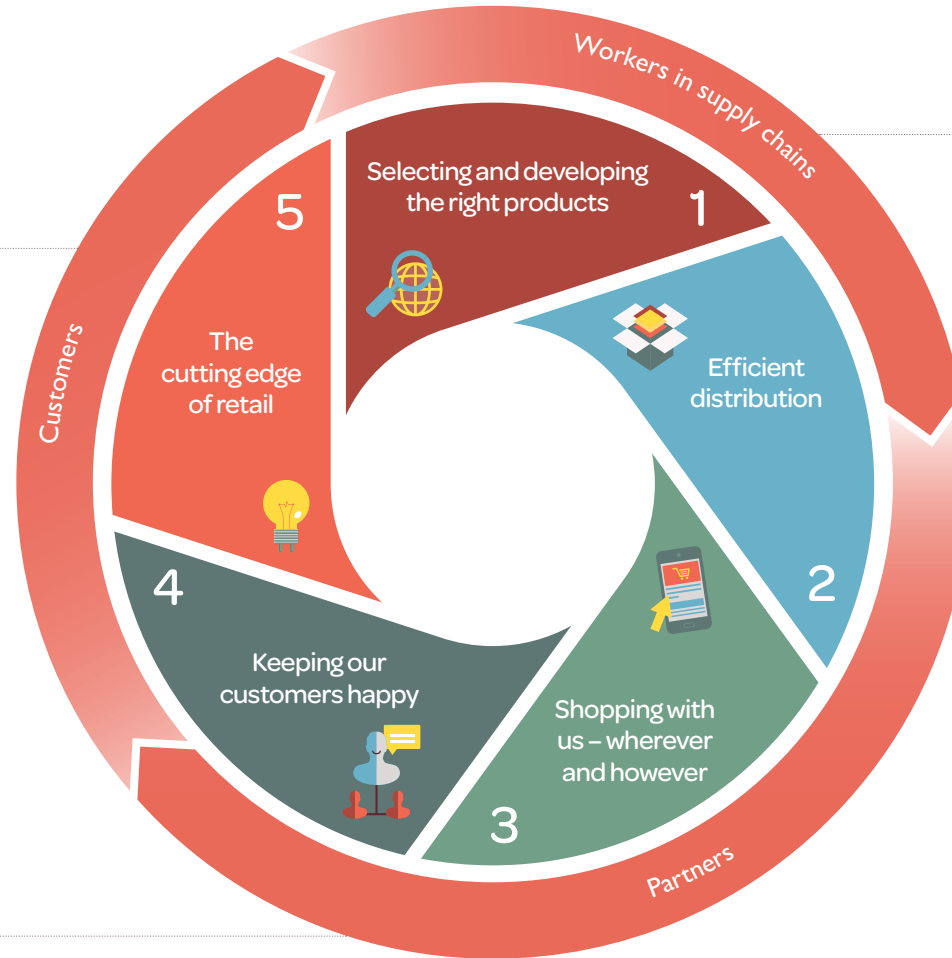 Workers in supply chains
Selecting and developing
the right products
1
Efficient
distribution
2
Shopping with
us – wherever
and however
3
Partners
Keeping our
customers happy
4
The
cutting edge
of retail
5
Customers